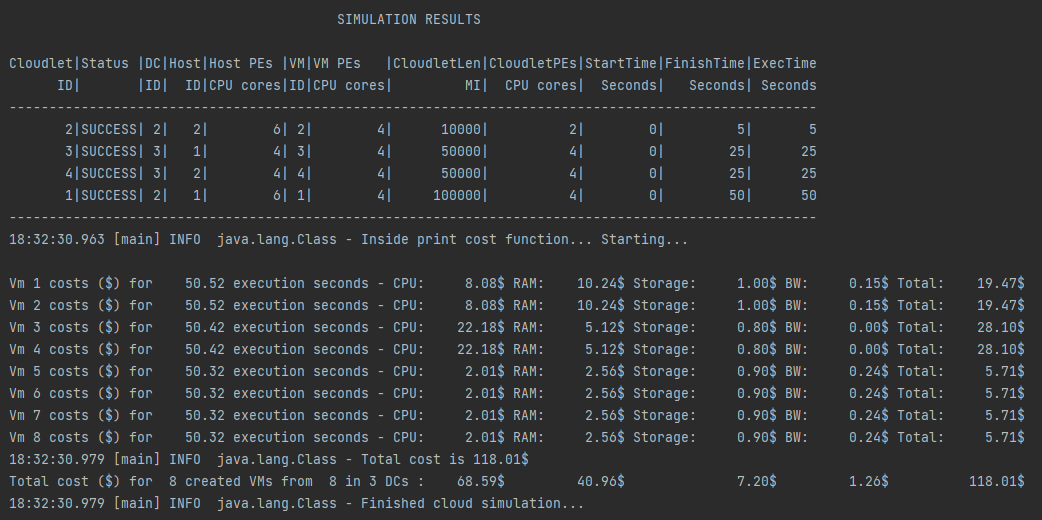 SIMULATION RESULTS

Cloudlet|Status |DC|Host|Host PEs |VM|VM PEs   |CloudletLen|CloudletPEs|StartTime|FinishTime|ExecTime
      ID|       |ID|  ID|CPU cores|ID|CPU cores|         MI|  CPU cores|  Seconds|   Seconds| Seconds
-----------------------------------------------------------------------------------------------------
       2|SUCCESS| 2|   2|        6| 2|        4|      10000|          2|        0|         5|       5
       3|SUCCESS| 3|   1|        4| 3|        4|      50000|          4|        0|        25|      25
       4|SUCCESS| 3|   2|        4| 4|        4|      50000|          4|        0|        25|      25
       1|SUCCESS| 2|   1|        6| 1|        4|     100000|          4|        0|        50|      50
-----------------------------------------------------------------------------------------------------
18:32:30.963 [main] INFO  java.lang.Class - Inside print cost function... Starting...

Vm 1 costs ($) for    50.52 execution seconds - CPU:     8.08$ RAM:    10.24$ Storage:     1.00$ BW:     0.15$ Total:    19.47$
Vm 2 costs ($) for    50.52 execution seconds - CPU:     8.08$ RAM:    10.24$ Storage:     1.00$ BW:     0.15$ Total:    19.47$
Vm 3 costs ($) for    50.42 execution seconds - CPU:    22.18$ RAM:     5.12$ Storage:     0.80$ BW:     0.00$ Total:    28.10$
Vm 4 costs ($) for    50.42 execution seconds - CPU:    22.18$ RAM:     5.12$ Storage:     0.80$ BW:     0.00$ Total:    28.10$
Vm 5 costs ($) for    50.32 execution seconds - CPU:     2.01$ RAM:     2.56$ Storage:     0.90$ BW:     0.24$ Total:     5.71$
Vm 6 costs ($) for    50.32 execution seconds - CPU:     2.01$ RAM:     2.56$ Storage:     0.90$ BW:     0.24$ Total:     5.71$
Vm 7 costs ($) for    50.32 execution seconds - CPU:     2.01$ RAM:     2.56$ Storage:     0.90$ BW:     0.24$ Total:     5.71$
Vm 8 costs ($) for    50.32 execution seconds - CPU:     2.01$ RAM:     2.56$ Storage:     0.90$ BW:     0.24$ Total:     5.71$
18:32:30.979 [main] INFO  java.lang.Class - Total cost is 118.01$
Total cost ($) for  8 created VMs from  8 in 3 DCs :    68.59$         40.96$              7.20$         1.26$          118.01$
18:32:30.979 [main] INFO  java.lang.Class - Finished cloud simulation...